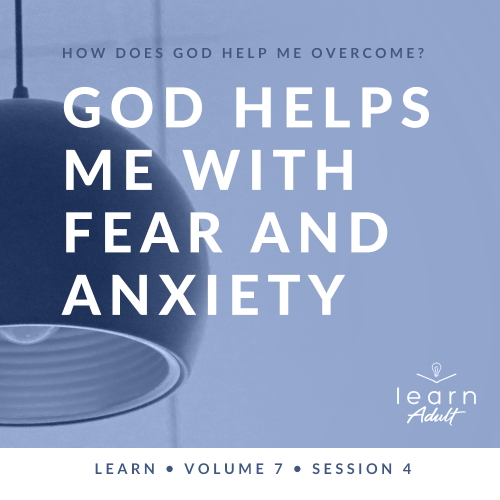 HOW DOES GOD HELP ME OVERCOME?
GOD HELPS
ME WITH
FEAR AND
ANXIETY
learn
Adult
LEARN • VOLUME 7 • SESSION 4